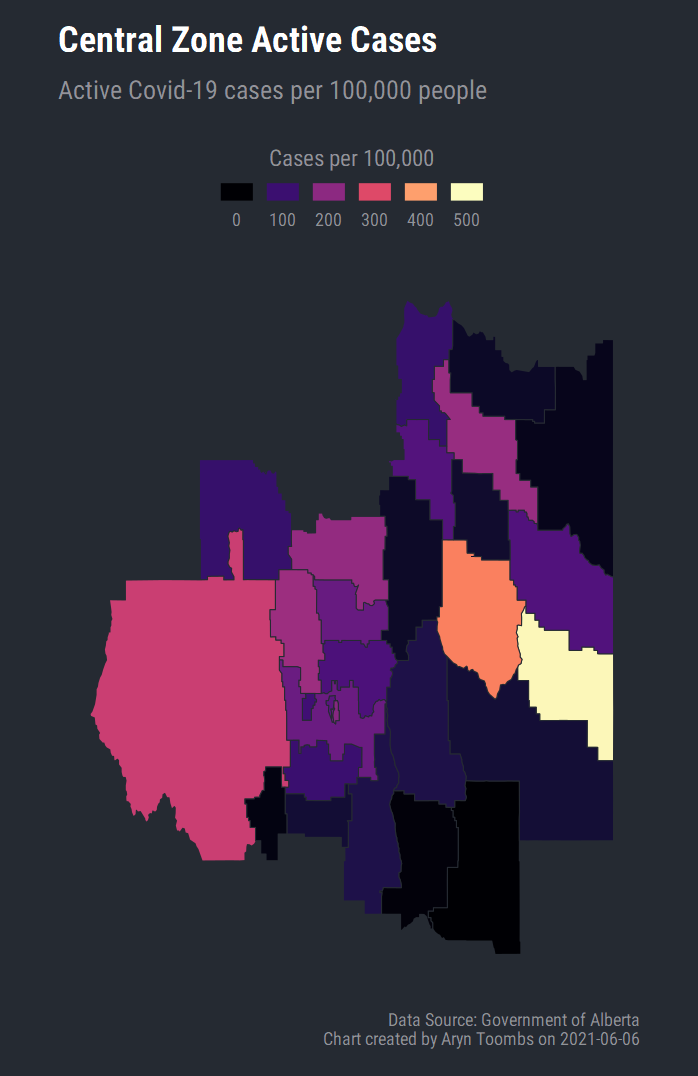 Central Zone Active Cases
Active Covid-19 cases per 100,000 people
Cases per 100,000
0 100 200 300 400 500
Data Source: Government of Alberta
Chart created by Aryn Toombs on 2021-06-06